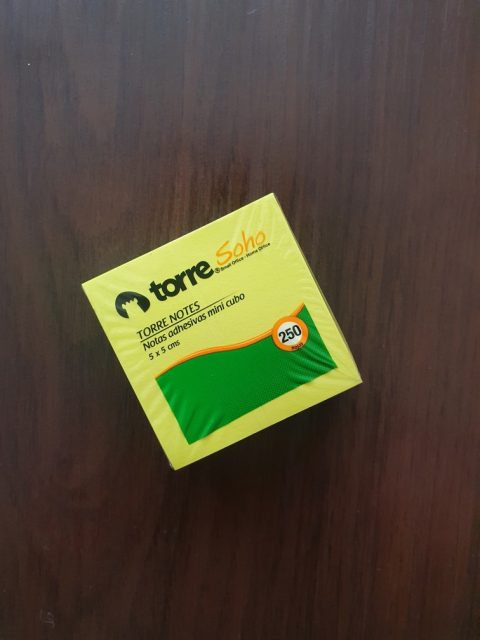 torre Soho
® Small Office - Home Office
TORRE NOTES
Notas adhesivas mini cubo
5 x 5 cms
250